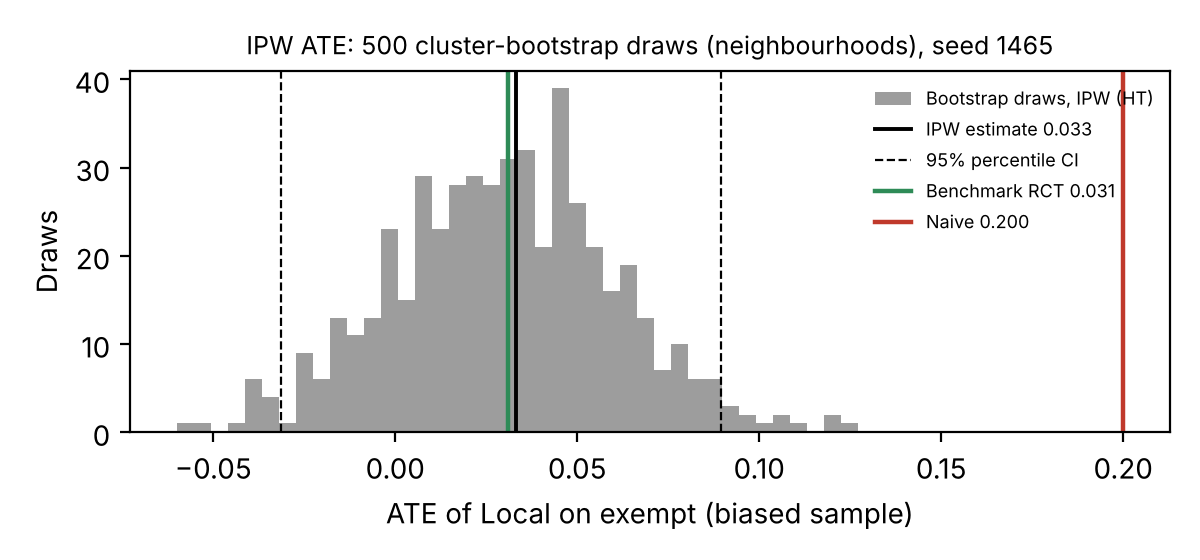 IPW ATE: 500 cluster-bootstrap draws (neighbourhoods), seed 1465
Draws
40
30
20
10
0
Bootstrap draws, IPW (HT)
IPW estimate 0.033
95% percentile CI
Benchmark RCT 0.031
Naive 0.200
−0.05
0.00
0.05
0.10
0.15
0.20
ATE of Local on exempt (biased sample)